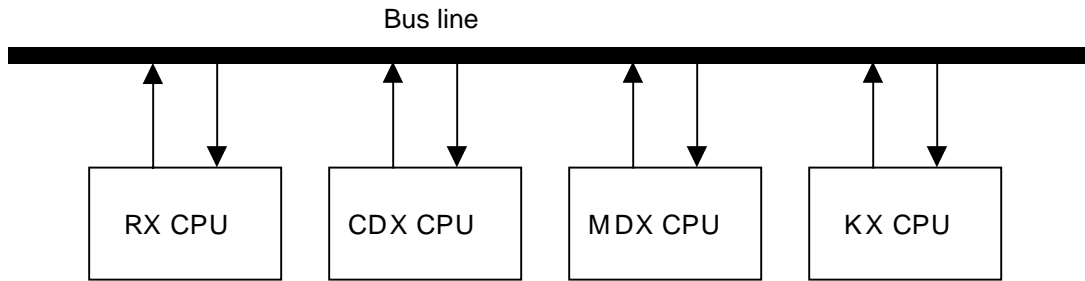 Bus line
RX CPU
CDX CPU
MDX CPU
KX CPU